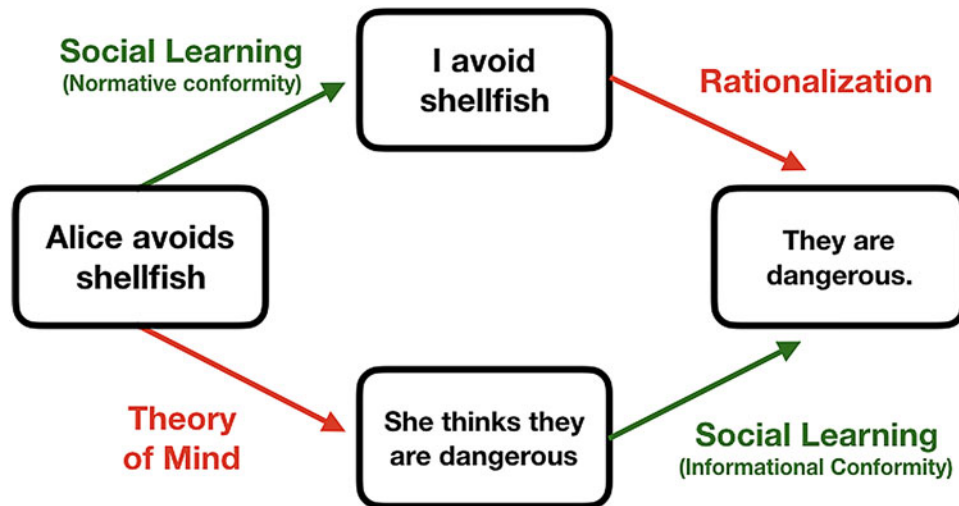 Social Learning
(Normative conformity)
I avoid
shellfish
Rationalization
Alice avoids
shellfish
They are
dangerous.
Theory
of Mind
She thinks they
are dangerous
Social Learning
(Informational Conformity)